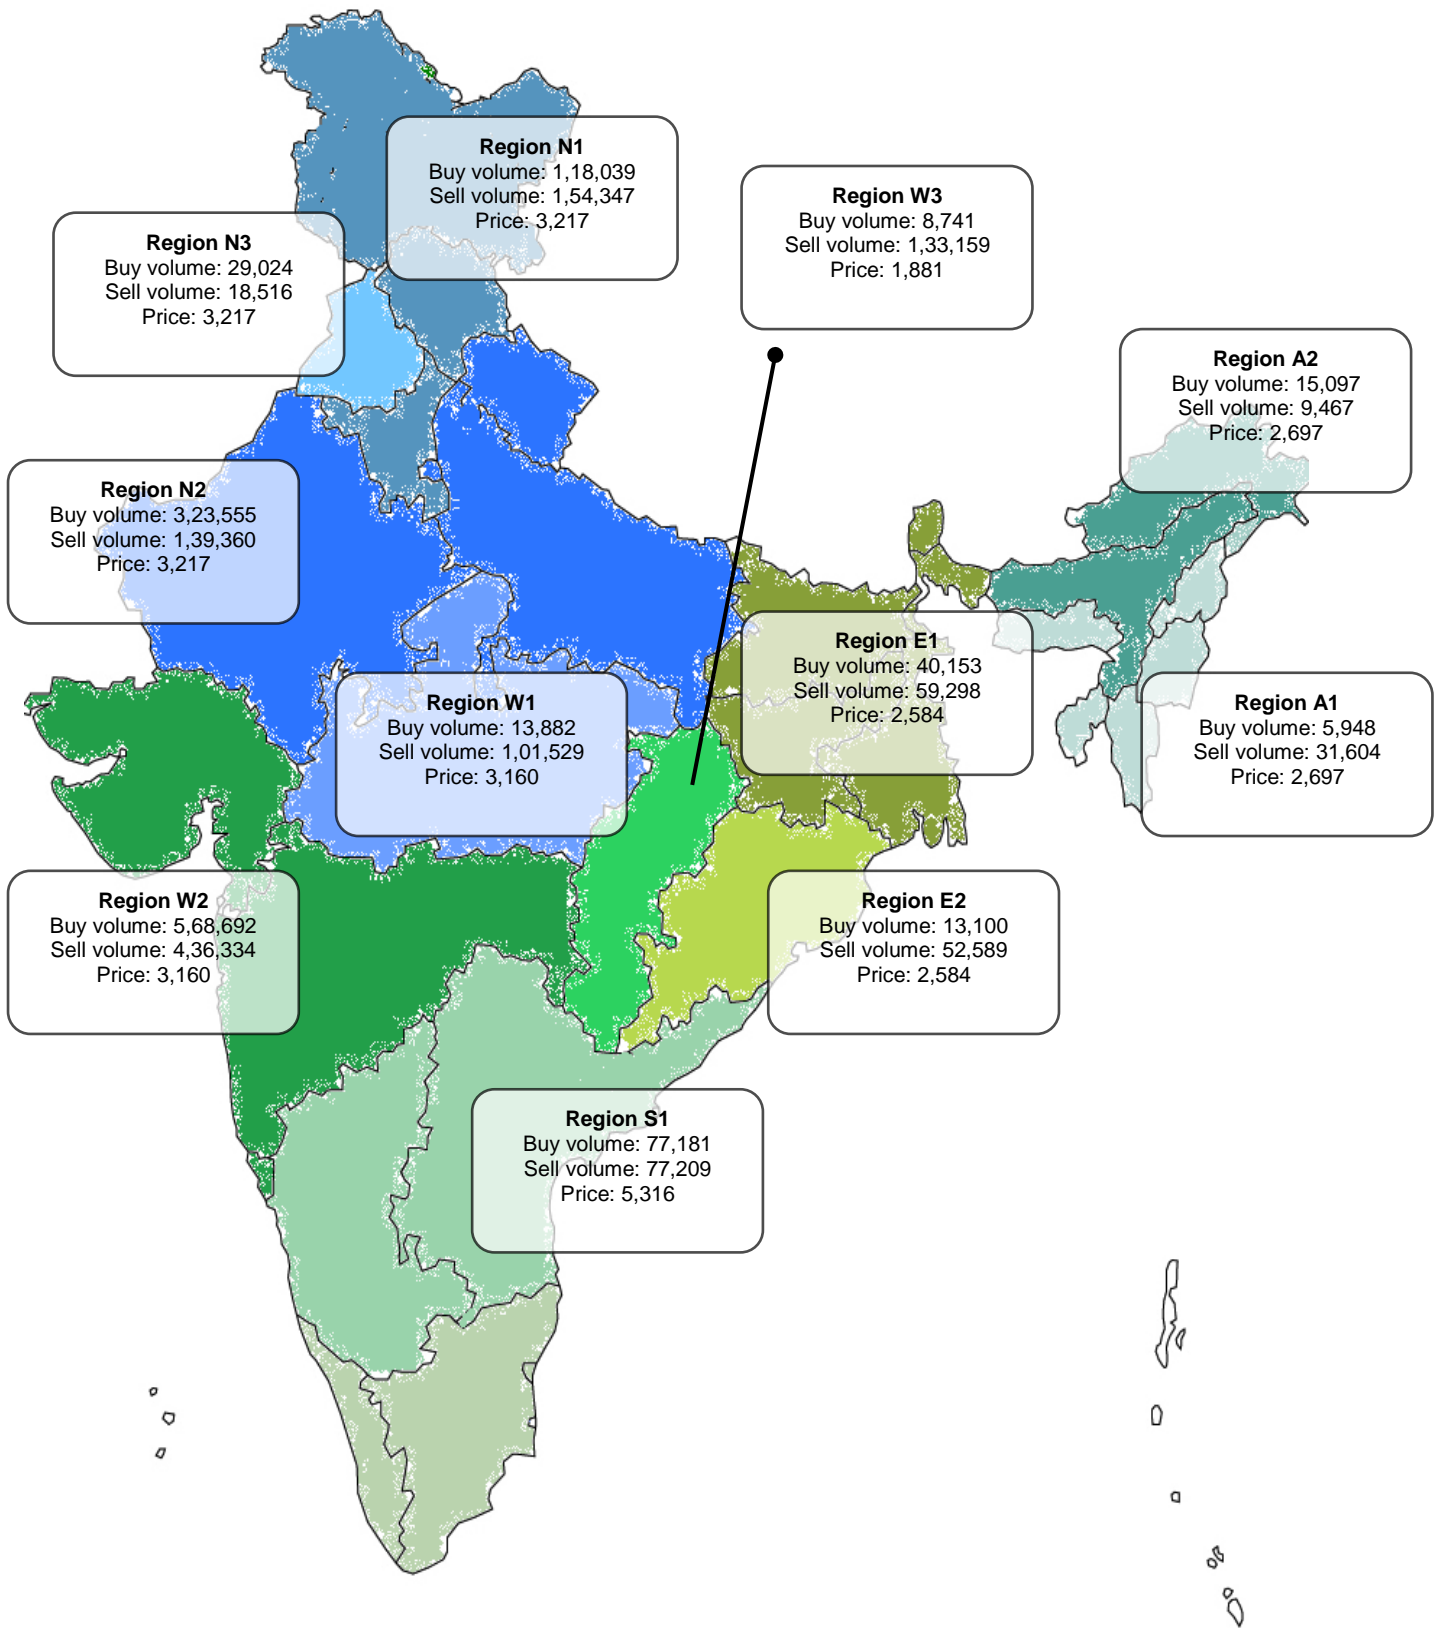 Region N1
Buy volume: 1,18,039
Sell volume: 1,54,347
Price: 3,217
Region W3
Buy volume: 8,741
Sell volume: 1,33,159
Price: 1,881
Region N3
Buy volume: 29,024
Sell volume: 18,516
Price: 3,217
Region A2
Buy volume: 15,097
Sell volume: 9,467
Price: 2,697
Region N2
Buy volume: 3,23,555
Sell volume: 1,39,360
Price: 3,217
Region E1
Buy volume: 40,153
Sell volume: 59,298
Price: 2,584
Region W1
Buy volume: 13,882
Sell volume: 1,01,529
Price: 3,160
Region A1
Buy volume: 5,948
Sell volume: 31,604
Price: 2,697
Region W2
Buy volume: 5,68,692
Sell volume: 4,36,334
Price: 3,160
Region E2
Buy volume: 13,100
Sell volume: 52,589
Price: 2,584
Region S1
Buy volume: 77,181
Sell volume: 77,209
Price: 5,316